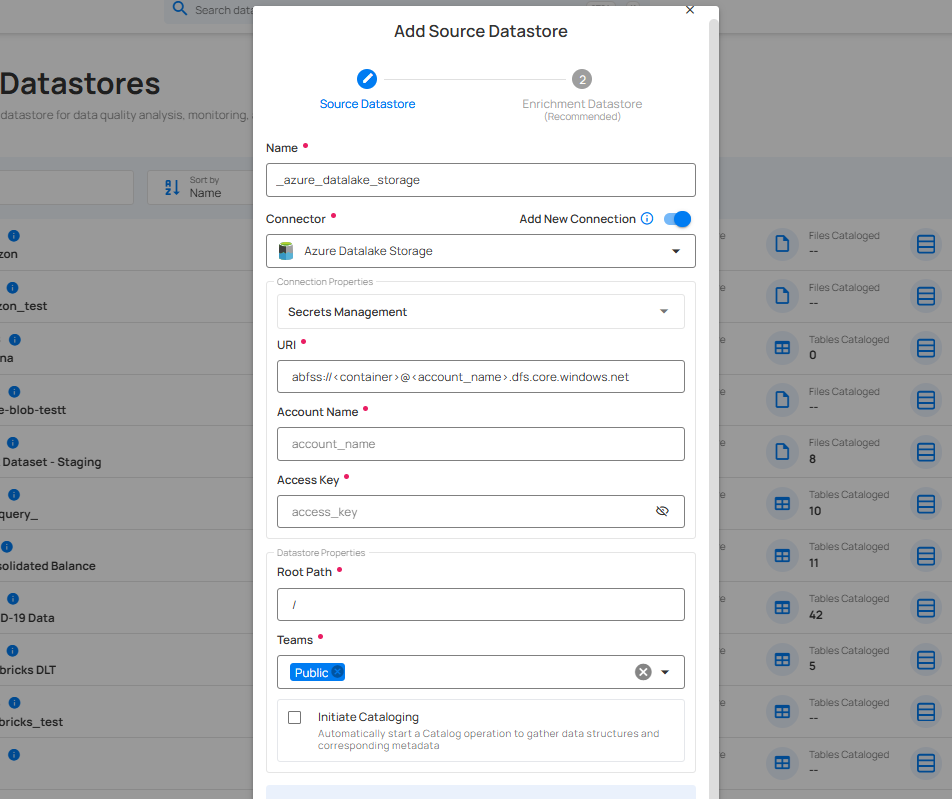 Search data
Add Source Datastore
2
Source Datastore
Enrichment Datastore
(Recommended)
Datastores
datastore for data quality analysis, monitoring,
Sort by
Name
Name
_azure_datalake_storage
Connector
Add New Connection
Azure Datalake Storage
Connection Properties
Secrets Management
URI
abfss://<container>@<account_name>.dfs.core.windows.net
Account Name
account_name
Access Key
access_key
Datastore Properties
Root Path
/
Teams
Public
Initiate Cataloging
Automatically start a Catalog operation to gather data structures and
corresponding metadata
zon
zon_test
na
e-blob-testt
Dataset - Staging
query_
solidated Balance
D-19 Data
bricks DLT
bricks_test
Files Cataloged
--
Files Cataloged
--
Tables Cataloged
0
Files Cataloged
--
Files Cataloged
8
Tables Cataloged
10
Tables Cataloged
11
Tables Cataloged
42
Tables Cataloged
5
Tables Cataloged
--
Tables Cataloged
--